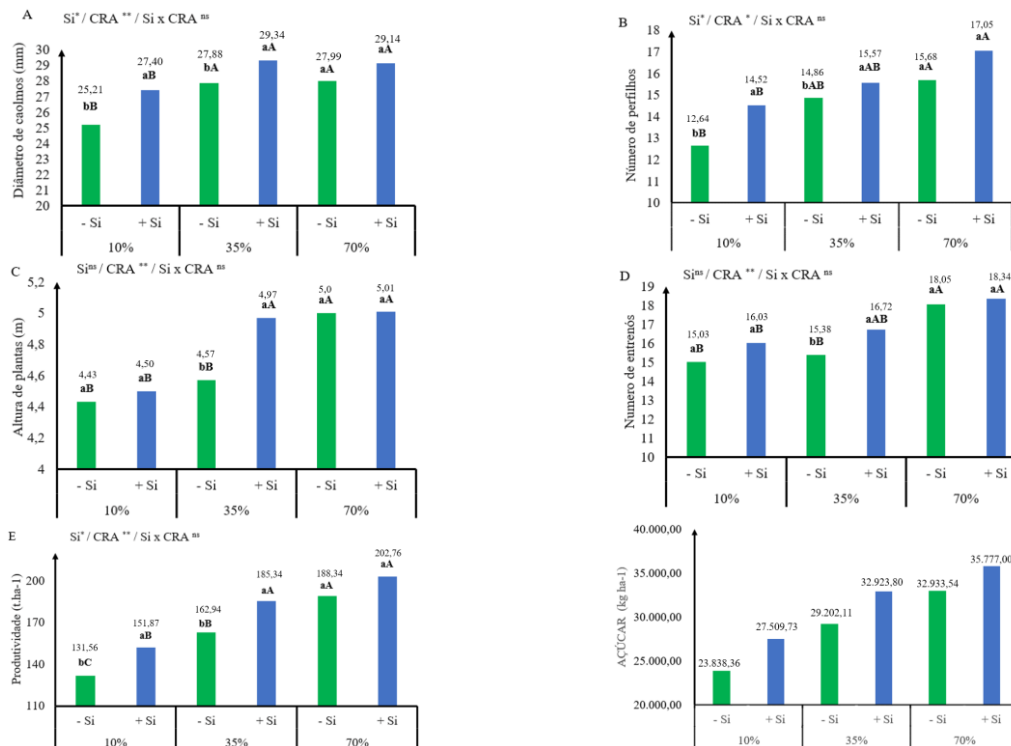 A
Si* / CRA ** / Si x CRA ns
Diâmetro de caolmos (mm)
30
29
28
27
26
25
24
23
22
21
20
25,21
bB
27,40
aB
27,88
bA
29,34
aA
27,99
aA
29,14
aA
- Si + Si - Si + Si - Si + Si
10% 35% 70%
B
Si* / CRA * / Si x CRA ns
Número de perfilhos
18
17
16
15
14
13
12
11
10
12,64
bB
14,52
aB
14,86
bAB
15,57
aAB
15,68
aA
17,05
aA
- Si + Si - Si + Si - Si + Si
10% 35% 70%
C
Si ns / CRA ** / Si x CRA ns
Altura de plantas (m)
5,2
5
4,8
4,6
4,4
4,2
4
4,43
aB
4,50
aB
4,57
bB
4,97
aA
5,0
aA
5,01
aA
- Si + Si - Si + Si - Si + Si
10% 35% 70%
D
Si ns / CRA ** / Si x CRA ns
Numero de entrenós
19
18
17
16
15
14
13
12
11
10
15,03
aB
16,03
aB
15,38
bB
16,72
aAB
18,05
aA
18,34
aA
- Si + Si - Si + Si - Si + Si
10% 35% 70%
E
Si* / CRA ** / Si x CRA ns
Produtividade (t.ha-1)
200
170
140
110
131,56
bC
151,87
aB
162,94
bB
185,34
aA
188,34
aA
202,76
aA
- Si + Si - Si + Si - Si + Si
10% 35% 70%
AÇÚCAR (kg ha-1)
40.000,00
35.000,00
30.000,00
25.000,00
20.000,00
23.838,36
27.509,73
29.202,11
32.923,80
32.933,54
35.777,00
- Si + Si - Si + Si - Si + Si
10% 35% 70%